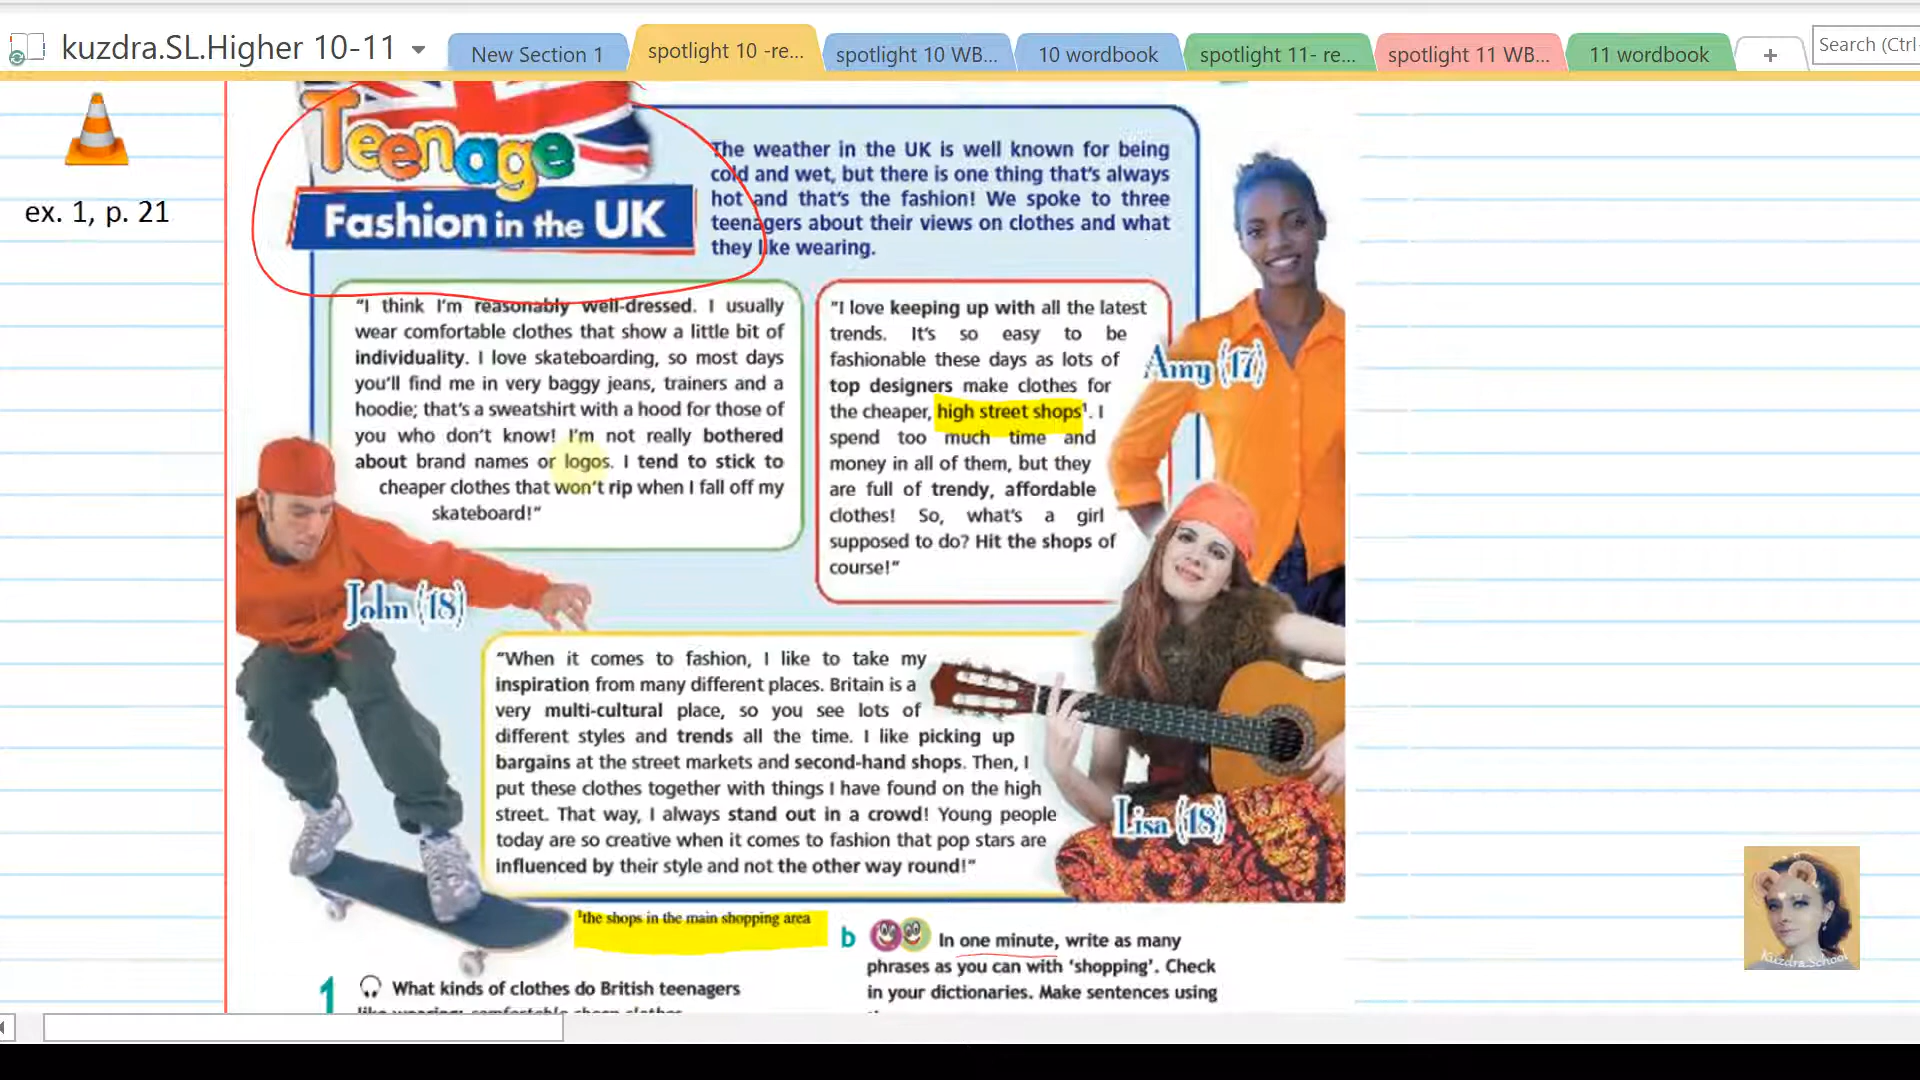 kuzdra.SL.Higher 10-11
New Section 1
spotlight 10 -re...
spotlight 10 WB...
10 wordbook
spotlight 11- re...
spotlight 11 WB...
11 wordbook
+
Search (Ctrl
ex. 1, p. 21
Teenage
Fashion in the UK
The weather in the UK is well known for being
cold and wet, but there is one thing that's always
hot and that's the fashion! We spoke to three
teenagers about their views on clothes and what
they like wearing.
"I think I'm reasonably well-dressed. I usually
wear comfortable clothes that show a little bit of
individuality. I love skateboarding, so most days
you'll find me in very baggy jeans, trainers and a
hoodie; that's a sweatshirt with a hood for those of
you who don't know! I'm not really bothered
about brand names or logos. I tend to stick to
cheaper clothes that won't rip when I fall off my
skateboard!"
John (18)
"I love keeping up with all the latest
trends. It's so easy to be
fashionable these days as lots of
top designers make clothes for
the cheaper, high street shops¹. I
spend too much time and
money in all of them, but they
are full of trendy, affordable
clothes! So, what's a girl
supposed to do? Hit the shops of
course!"
Amy (17)
"When it comes to fashion, I like to take my
inspiration from many different places. Britain is a
very multi-cultural place, so you see lots of
different styles and trends all the time. I like picking up
bargains at the street markets and second-hand shops. Then, I
put these clothes together with things I have found on the high
street. That way, I always stand out in a crowd! Young people
today are so creative when it comes to fashion that pop stars are
influenced by their style and not the other way round!"
Lisa (18)
¹the shops in the main shopping area
1 What kinds of clothes do British teenagers
b In one minute, write as many
phrases as you can with 'shopping'. Check
in your dictionaries. Make sentences using
Kuzdra.School